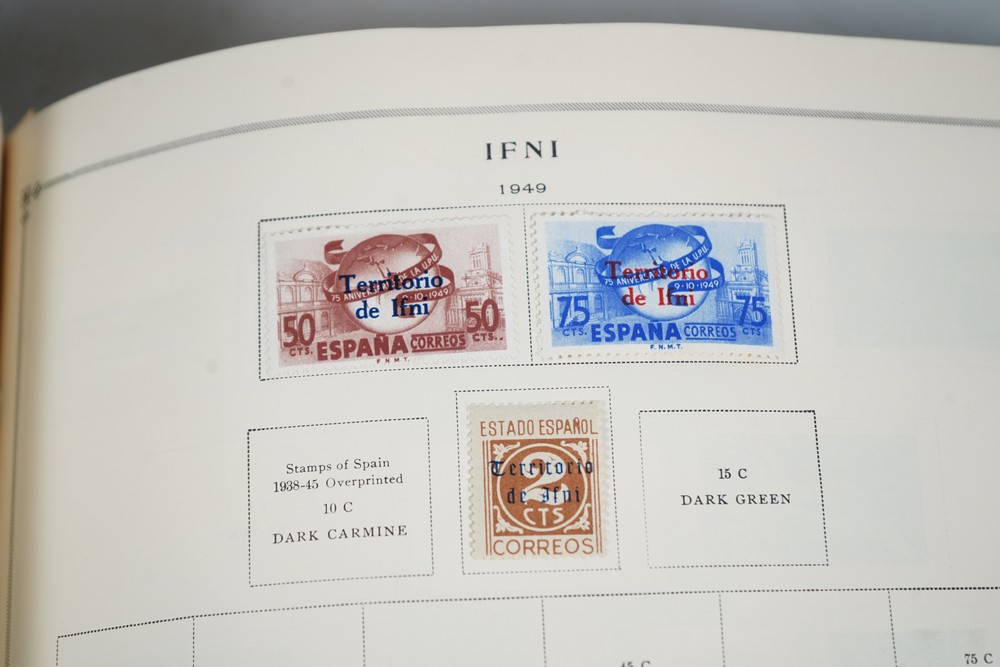 IFNI
1949
75 ANIVERSARIO DE LA U.P.U.
Territorio
de Ifni
9-10-1949
50 CTS.
50 CTS.
ESPAÑA CORREOS
F.N.M.T.
75 ANIVERSARIO DE LA U.P.U.
Territorio
de Ifni
9-10-1949
75 CTS.
75 CTS.
ESPAÑA CORREOS
F.N.M.T.
Stamps of Spain
1938-45 Overprinted
10 C
DARK CARMINE
ESTADO ESPAÑOL
Territorio
de Ifni
2
CTS
CORREOS
15 C
DARK GREEN
45 C
75 C